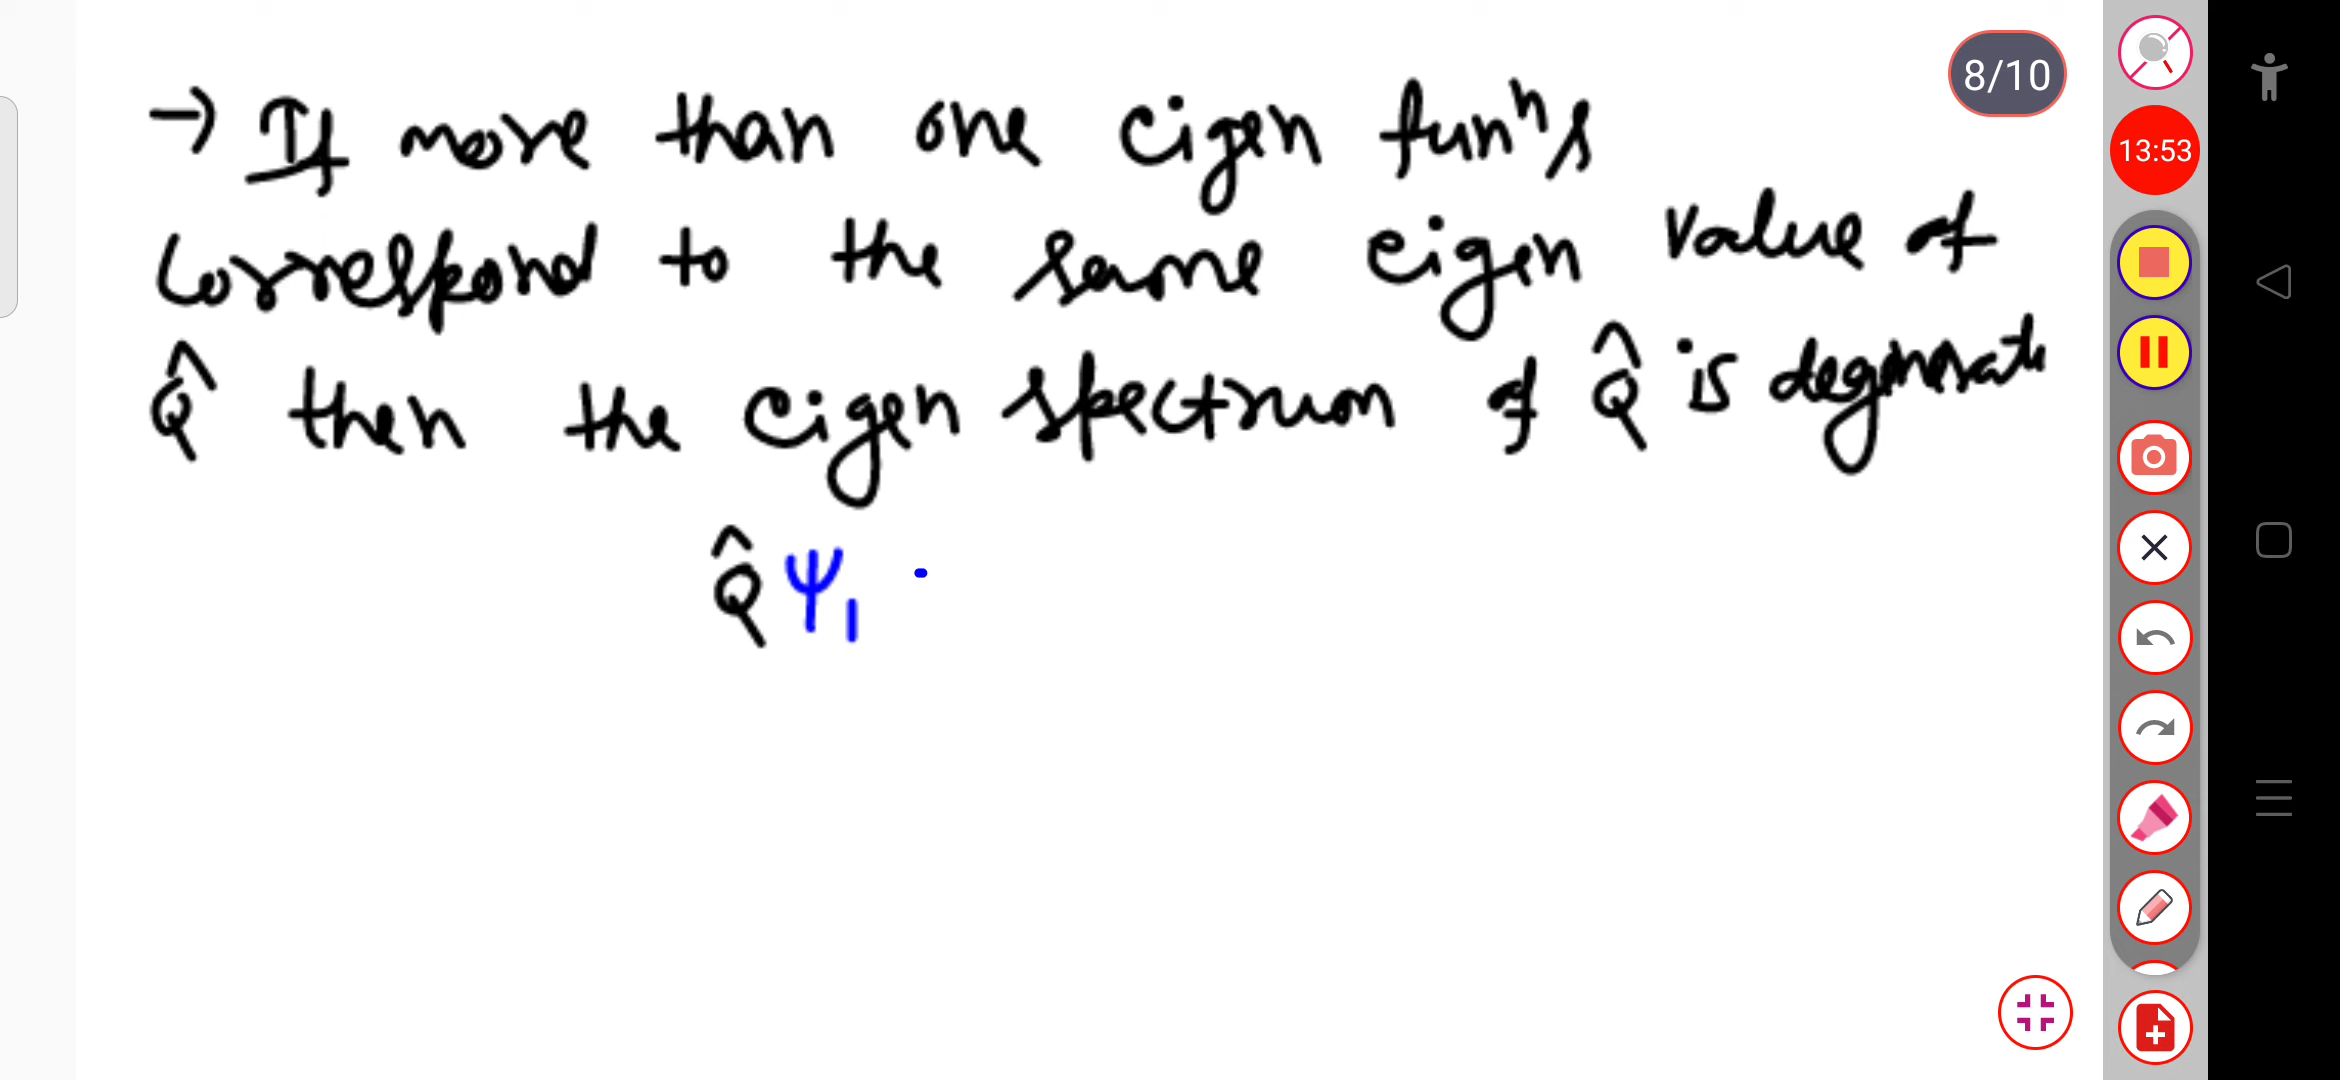 8/10
13:53
→ If more than one eigen funⁿs
correspond to the same eigen value of
Q̂ then the eigen spectrum of Q̂ is degenerate
Q̂ Ψ₁